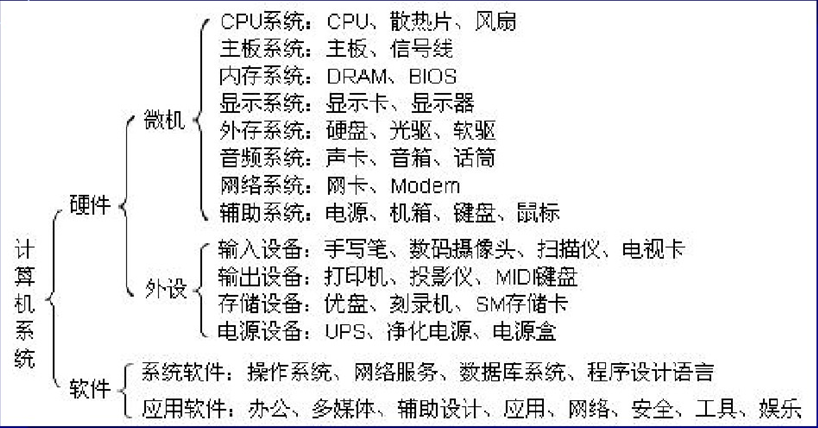 CPU系统：CPU、散热片、风扇
主板系统：主板、信号线
内存系统：DRAM、BIOS
显示系统：显示卡、显示器
微机
外存系统：硬盘、光驱、软驱
音频系统：声卡、音箱、话筒
网络系统：网卡、Modem
硬件
辅助系统：电源、机箱、键盘、鼠标
计算机系统
输入设备：手写笔、数码摄像头、扫描仪、电视卡
输出设备：打印机、投影仪、MIDI键盘
外设
存储设备：优盘、刻录机、SM存储卡
电源设备：UPS、净化电源、电源盒
系统软件：操作系统、网络服务、数据库系统、程序设计语言
软件
应用软件：办公、多媒体、辅助设计、应用、网络、安全、工具、娱乐